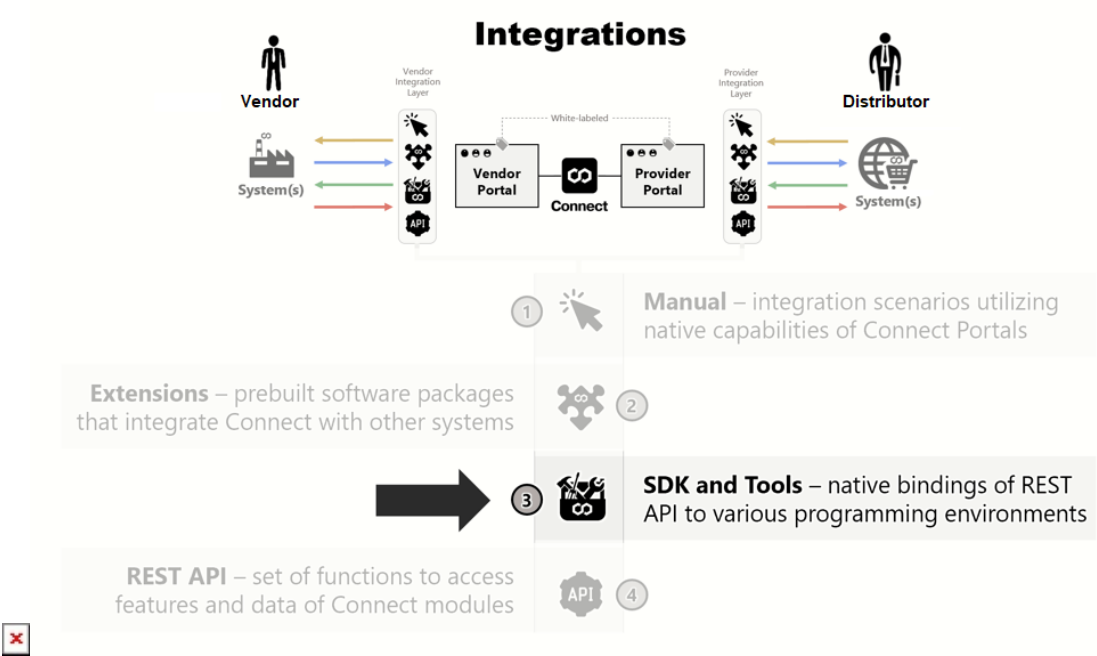 Integrations
Vendor
Distributor
Vendor
Integration
Layer
Provider
Integration
Layer
White-labeled
System(s)
Vendor
Portal
Connect
Provider
Portal
System(s)
API
API
1
Manual – integration scenarios utilizing
native capabilities of Connect Portals
Extensions – prebuilt software packages
that integrate Connect with other systems
2
3
SDK and Tools – native bindings of REST
API to various programming environments
REST API – set of functions to access
features and data of Connect modules
API
4